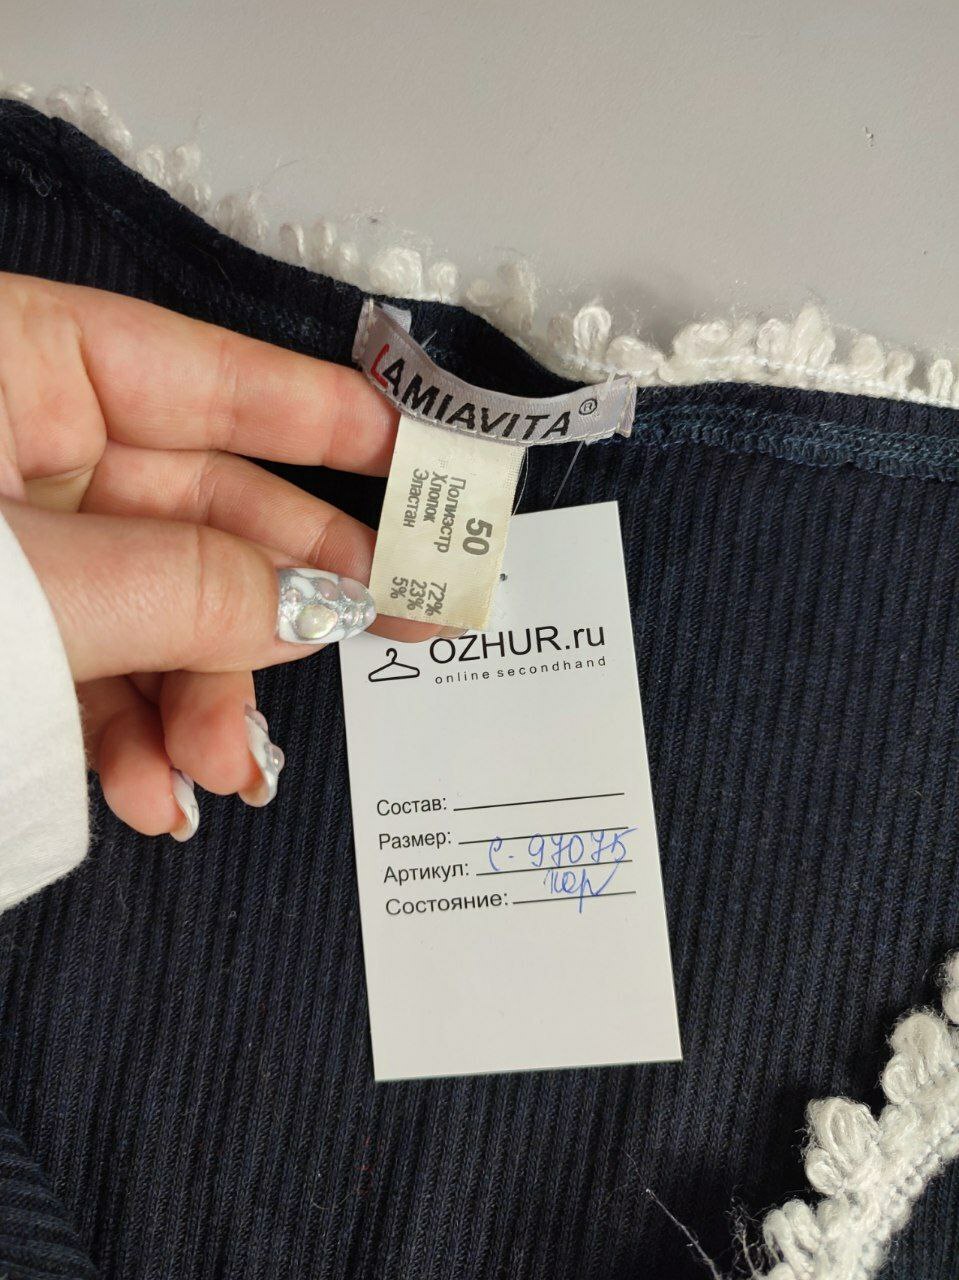 LAMIAVITA®
50
Полиэстр 72%
Хлопок 23%
Эластан 5%
OZHUR.ru
online secondhand
Состав:
Размер:
Артикул: С-97075
Состояние: хор